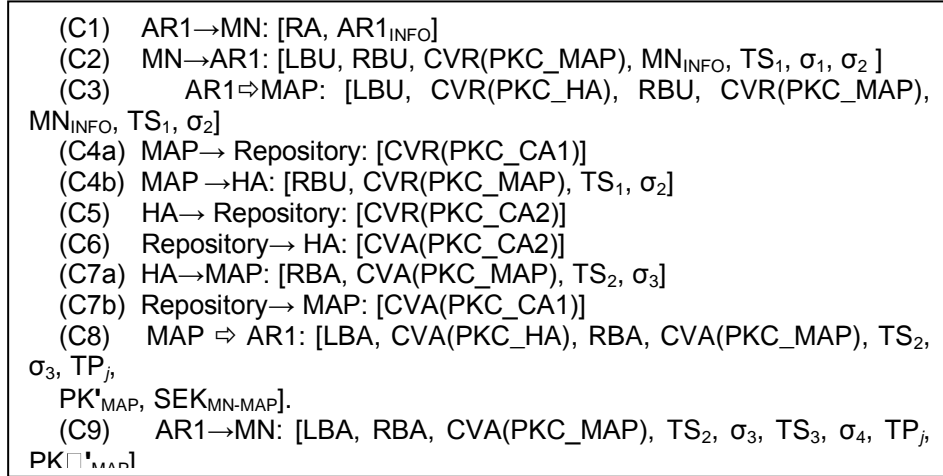 (C1) AR1→MN: [RA, AR1INFO]
(C2) MN→AR1: [LBU, RBU, CVR(PKC_MAP), MNINFO, TS1, σ1, σ2 ]
(C3) AR1⇨MAP: [LBU, CVR(PKC_HA), RBU, CVR(PKC_MAP),
MNINFO, TS1, σ2]
(C4a) MAP→ Repository: [CVR(PKC_CA1)]
(C4b) MAP →HA: [RBU, CVR(PKC_MAP), TS1, σ2]
(C5) HA→ Repository: [CVR(PKC_CA2)]
(C6) Repository→ HA: [CVA(PKC_CA2)]
(C7a) HA→MAP: [RBA, CVA(PKC_MAP), TS2, σ3]
(C7b) Repository→ MAP: [CVA(PKC_CA1)]
(C8) MAP ⇨ AR1: [LBA, CVA(PKC_HA), RBA, CVA(PKC_MAP), TS2,
σ3, TPj,
PK'MAP, SEKMN-MAP].
(C9) AR1→MN: [LBA, RBA, CVA(PKC_MAP), TS2, σ3, TS3, σ4, TPj,
PK□'MAP]